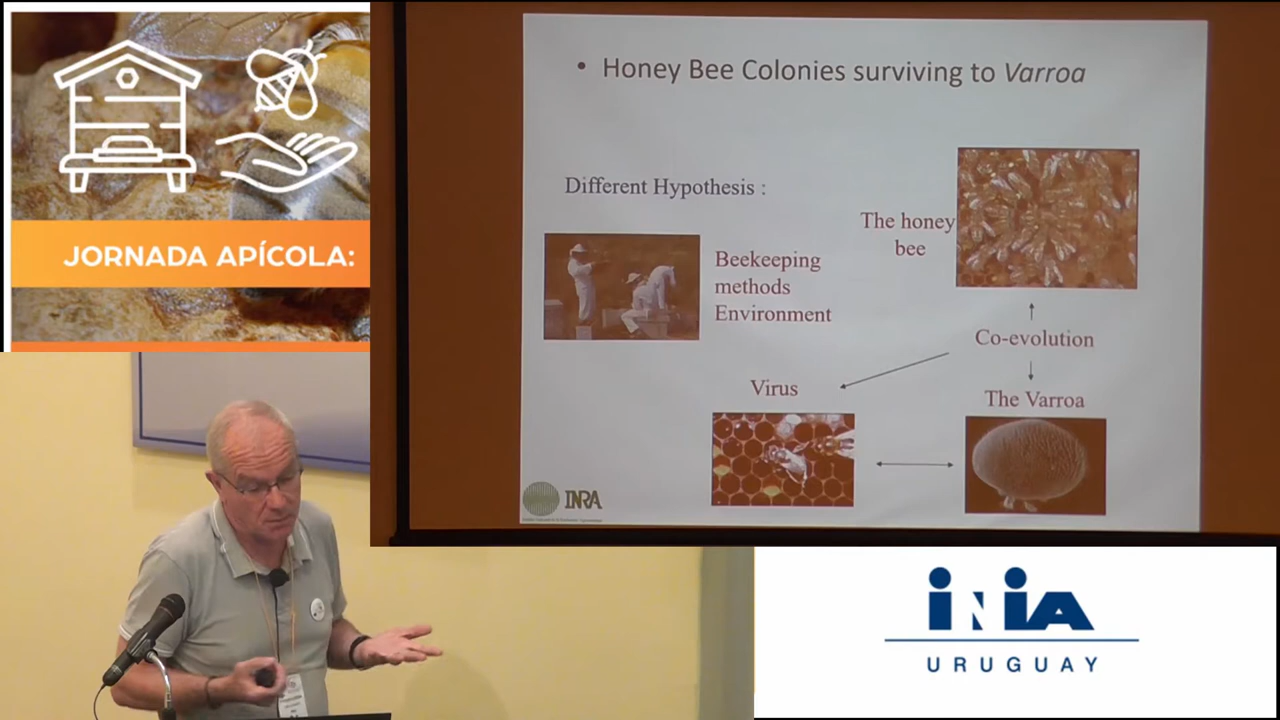 • Honey Bee Colonies surviving to Varroa
Different Hypothesis :
The honey
bee
Beekeeping
methods
Environment
Co-evolution
Virus
The Varroa
INRA
JORNADA APÍCOLA:
INIA
URUGUAY